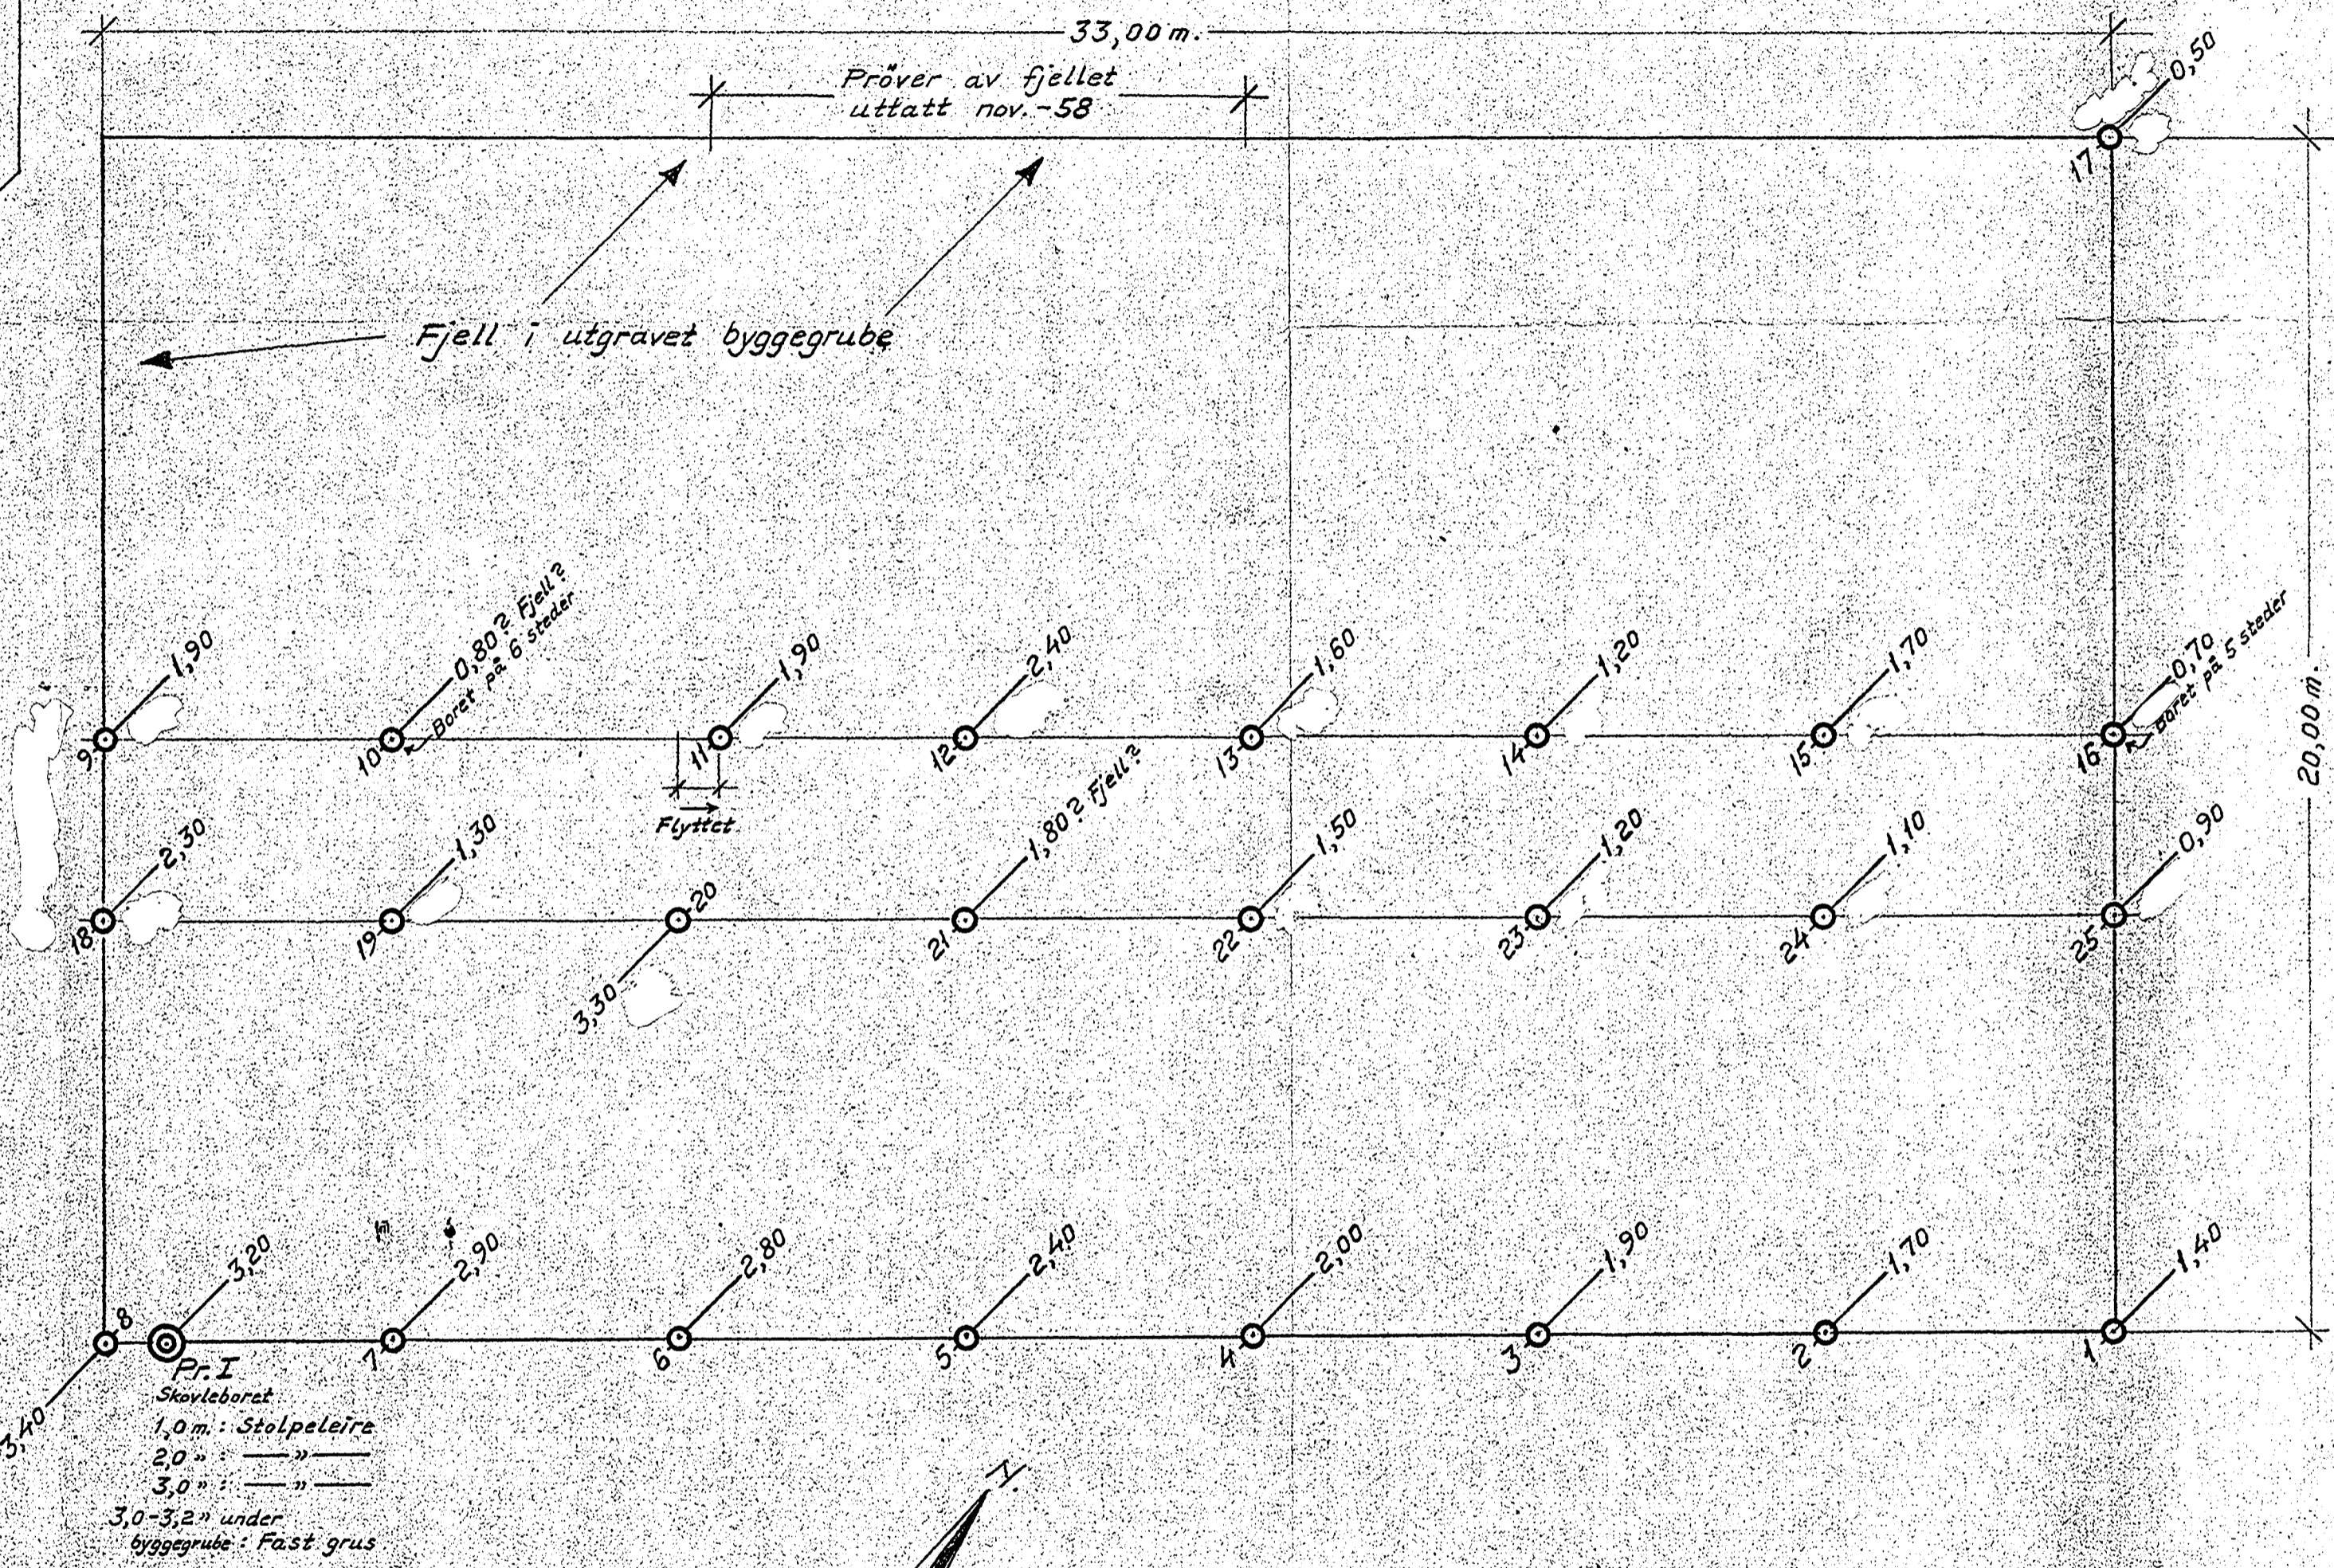 33,00 m.
Pröver av fjellet
uttatt nov.-58
0,50
17
Fjell i utgravet byggegrube
20,00 m.
1,90
9
0,80? Fjell?
Boret på 6 steder
10
1,90
11
Flyttet
2,40
12
1,60
13
1,20
14
1,70
15
0,70
Boret på 5 steder
16
2,30
18
1,30
19
20
3,30
1,80? Fjell?
21
1,50
22
1,20
23
1,10
24
0,90
25
8
3,40
3,20
2,90
7
2,80
6
2,40
5
2,00
4
1,90
3
1,70
2
1,40
1
Pr. I
Skovleboret
1,0 m. : Stolpeleire
2,0 " : — " —
3,0 " : — " —
3,0-3,2" under
byggegrube : Fast grus
N.